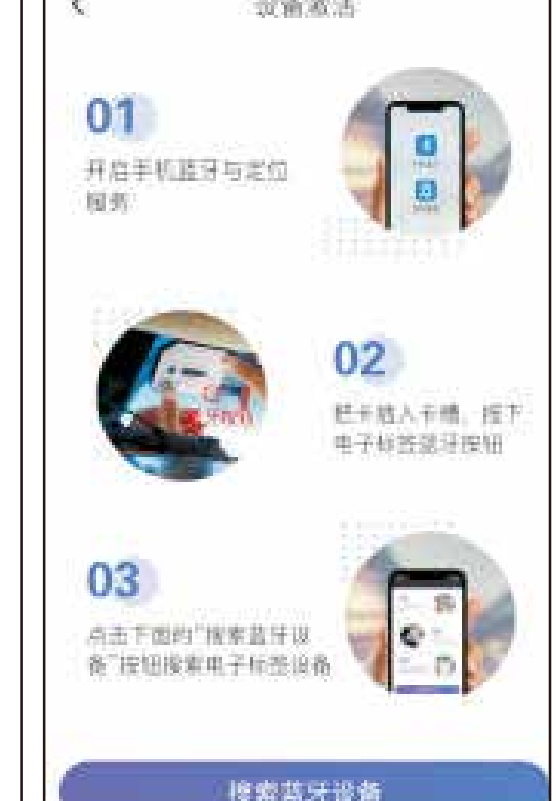 设备激活
01
开启手机蓝牙与定位
服务
02
把卡插入卡槽，按下
电子标签蓝牙按钮
03
点击下面的"搜索蓝牙设
备"按钮搜索电子标签设备
搜索蓝牙设备